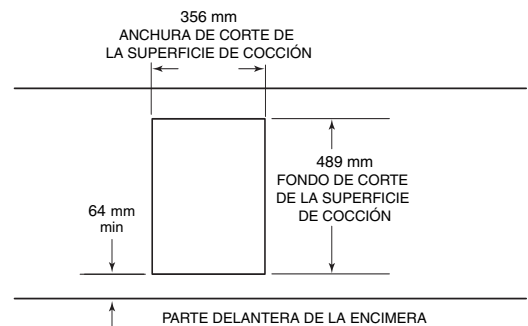 356 mm
ANCHURA DE CORTE DE
LA SUPERFICIE DE COCCIÓN
489 mm
FONDO DE CORTE
DE LA SUPERFICIE
DE COCCIÓN
64 mm
min
PARTE DELANTERA DE LA ENCIMERA